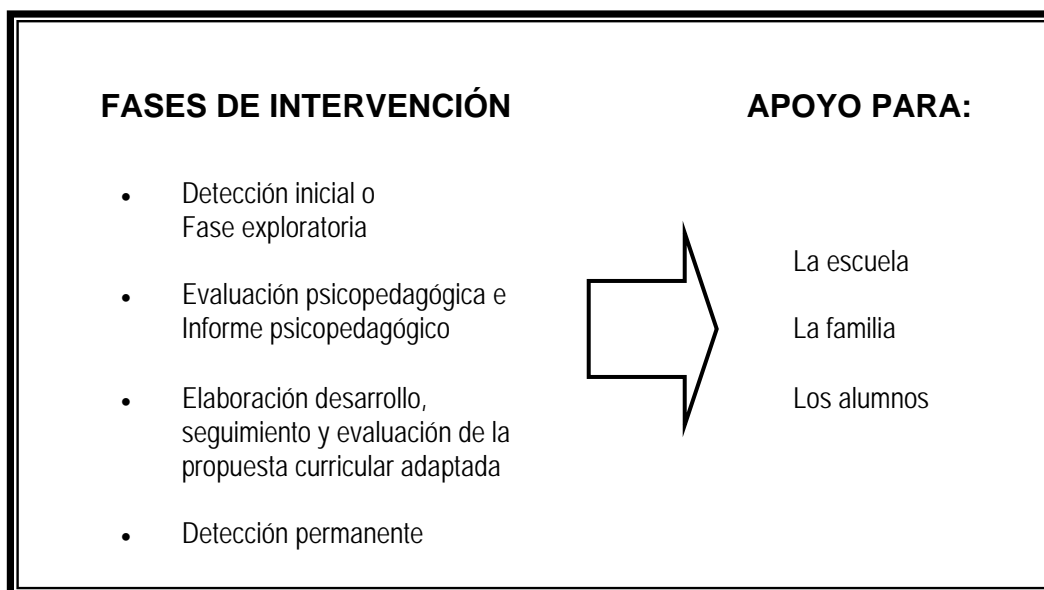 FASES DE INTERVENCIÓN
• Detección inicial o
Fase exploratoria
• Evaluación psicopedagógica e
Informe psicopedagógico
• Elaboración desarrollo,
seguimiento y evaluación de la
propuesta curricular adaptada
• Detección permanente
APOYO PARA:
La escuela
La familia
Los alumnos